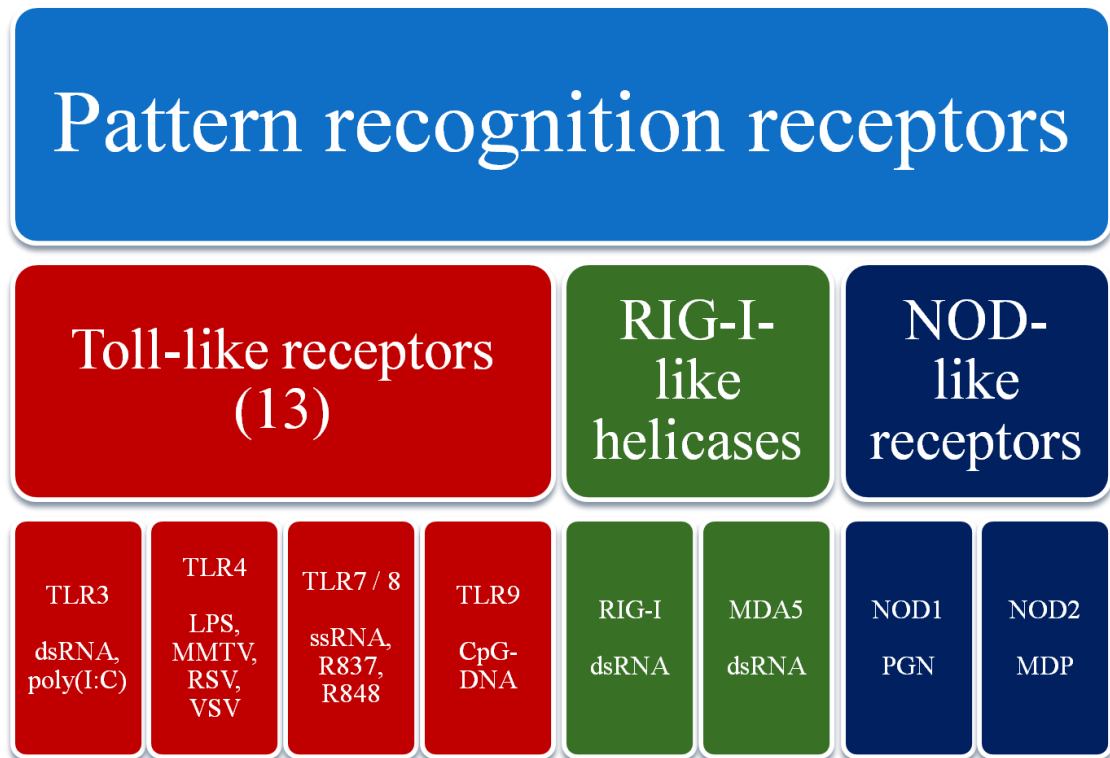 Pattern recognition receptors
Toll-like receptors
(13)
RIG-I-
like
helicases
NOD-
like
receptors
TLR3
dsRNA,
poly(I:C)
TLR4
LPS,
MMTV,
RSV,
VSV
TLR7 / 8
ssRNA,
R837,
R848
TLR9
CpG-
DNA
RIG-I
dsRNA
MDA5
dsRNA
NOD1
PGN
NOD2
MDP